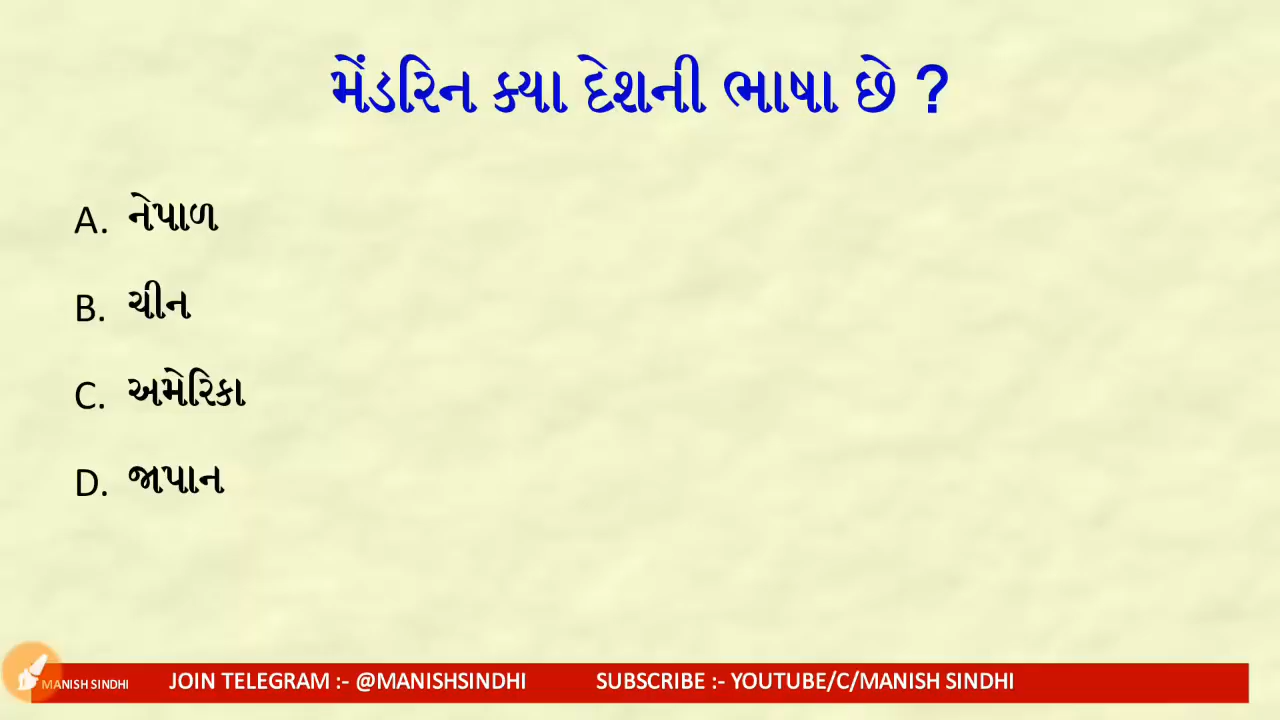 મેંડરિન ક્યા દેશની ભાષા છે ?
A. નેપાળ
B. ચીન
C. અમેરિકા
D. જાપાન
MANISH SINDHI JOIN TELEGRAM :- @MANISHSINDHI SUBSCRIBE :- YOUTUBE/C/MANISH SINDHI